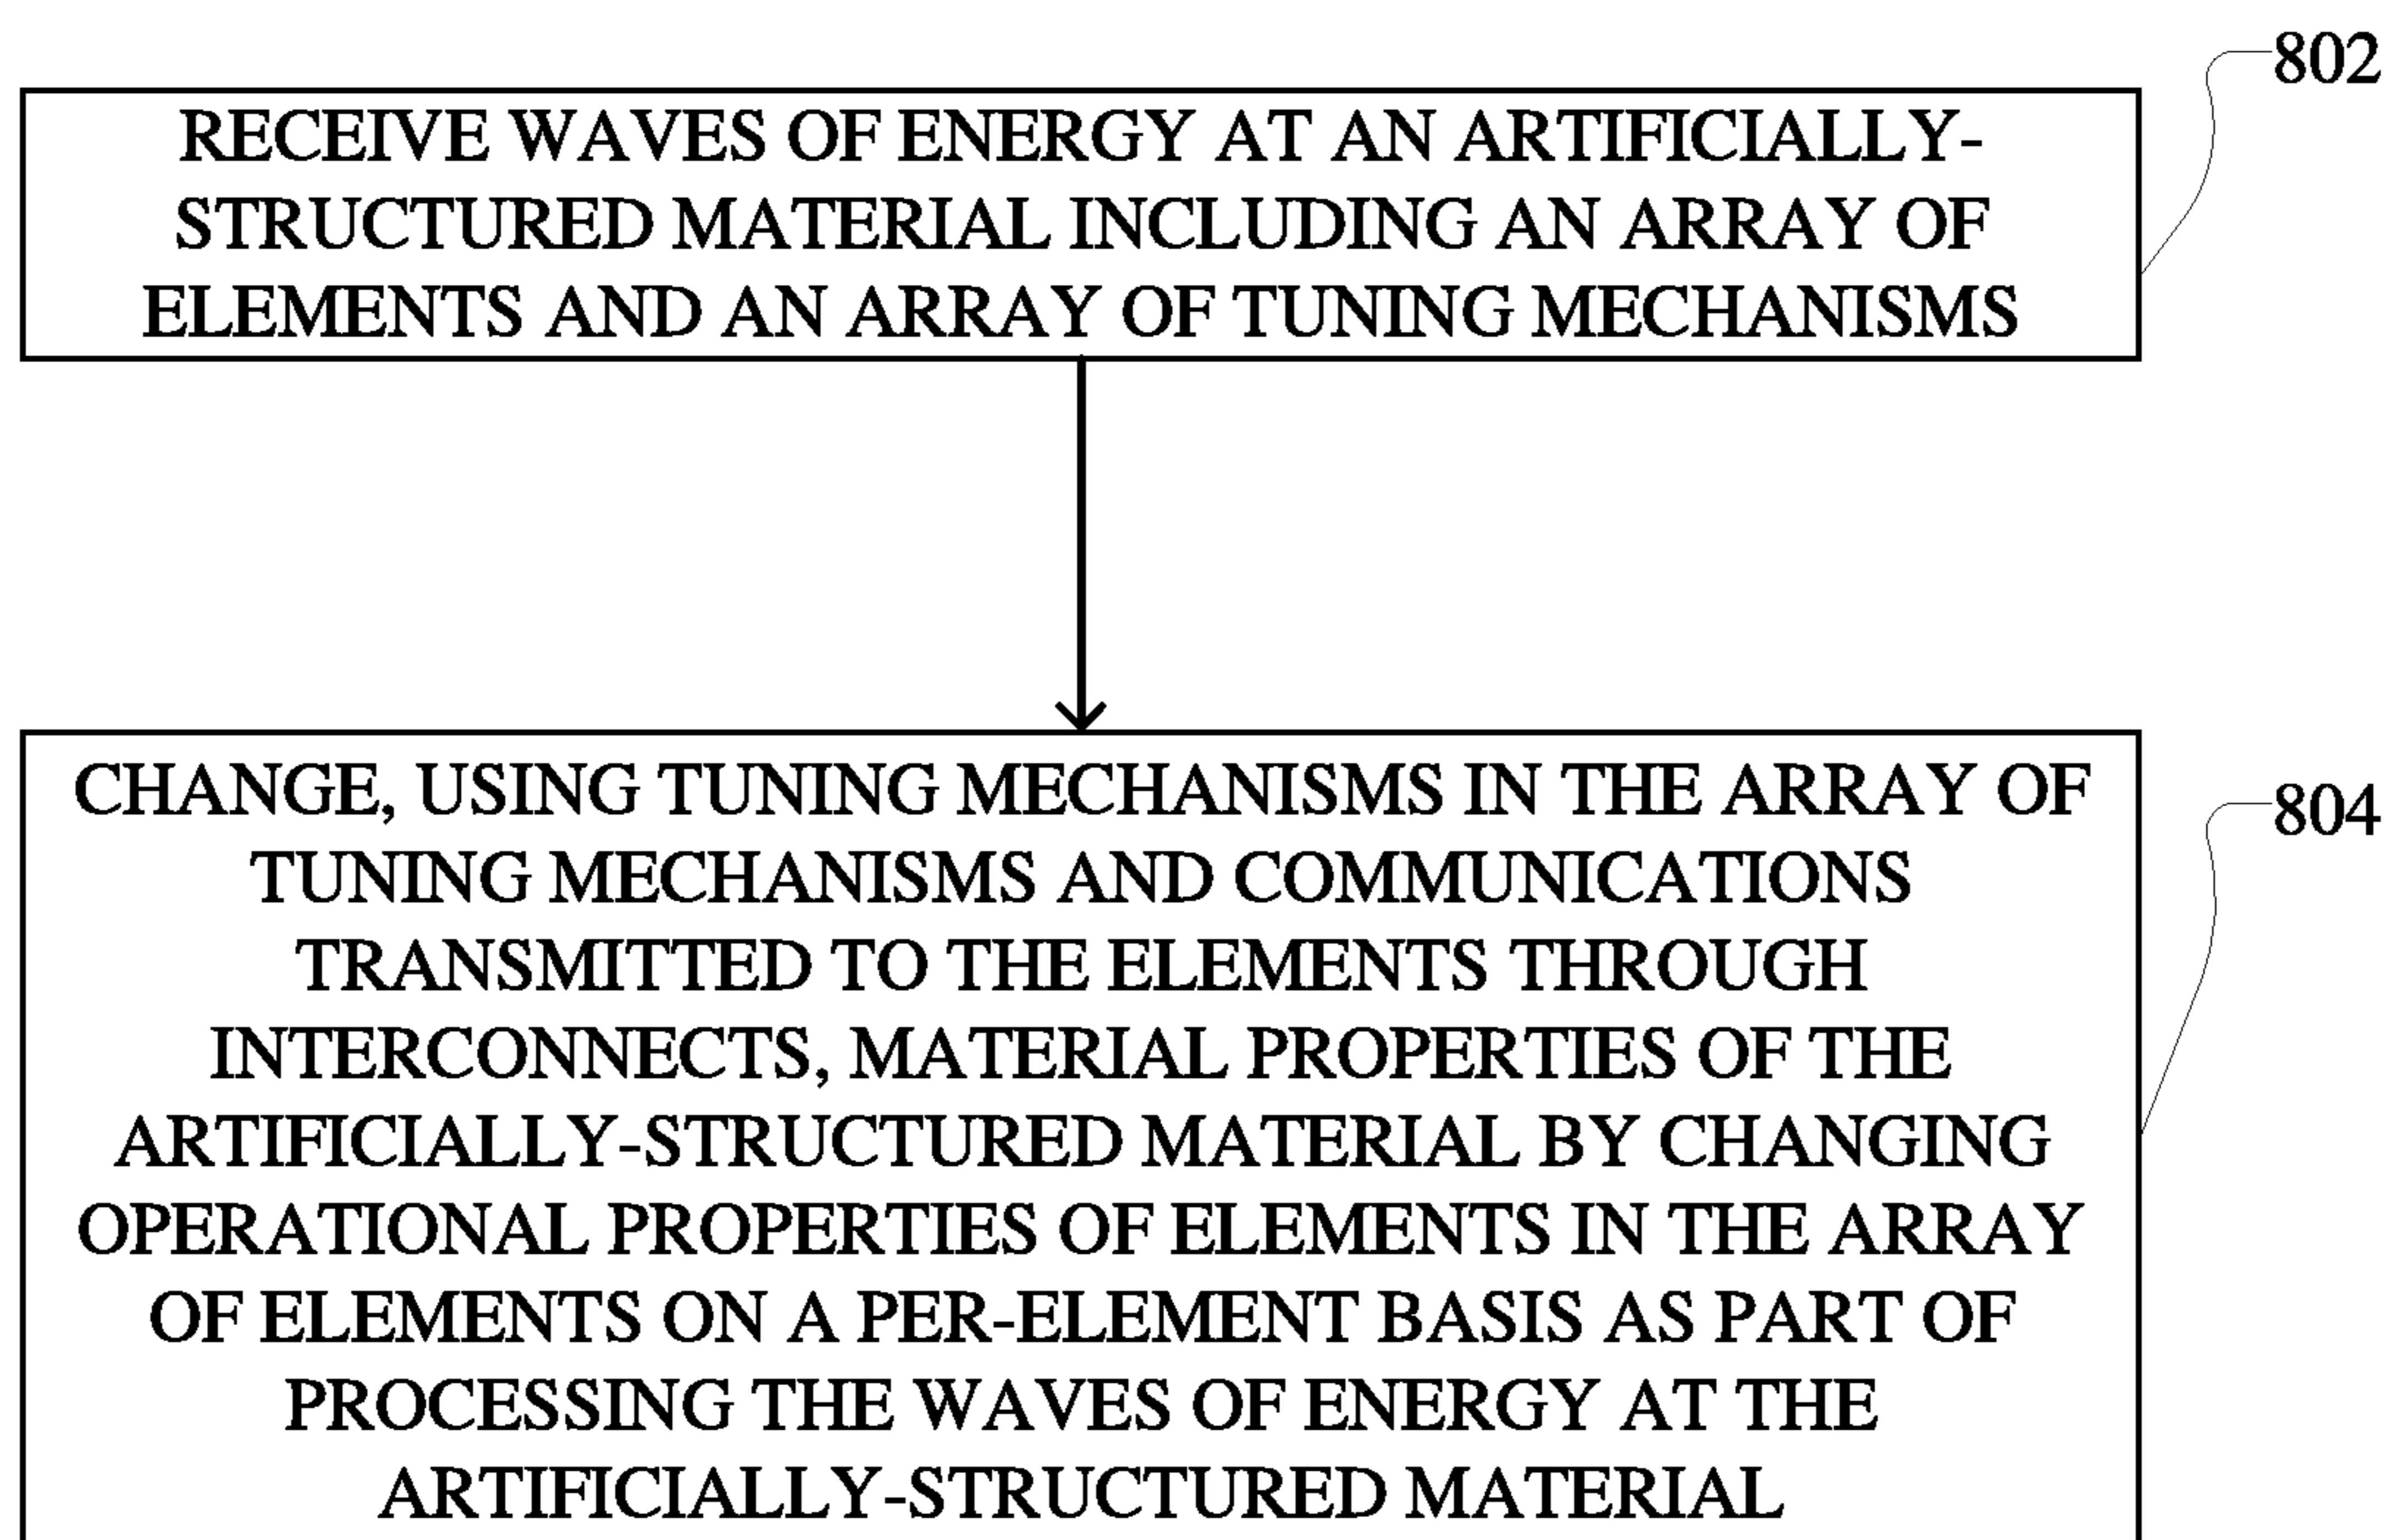 802
RECEIVE WAVES OF ENERGY AT AN ARTIFICIALLY-
STRUCTURED MATERIAL INCLUDING AN ARRAY OF
ELEMENTS AND AN ARRAY OF TUNING MECHANISMS
804
CHANGE, USING TUNING MECHANISMS IN THE ARRAY OF
TUNING MECHANISMS AND COMMUNICATIONS
TRANSMITTED TO THE ELEMENTS THROUGH
INTERCONNECTS, MATERIAL PROPERTIES OF THE
ARTIFICIALLY-STRUCTURED MATERIAL BY CHANGING
OPERATIONAL PROPERTIES OF ELEMENTS IN THE ARRAY
OF ELEMENTS ON A PER-ELEMENT BASIS AS PART OF
PROCESSING THE WAVES OF ENERGY AT THE
ARTIFICIALLY-STRUCTURED MATERIAL